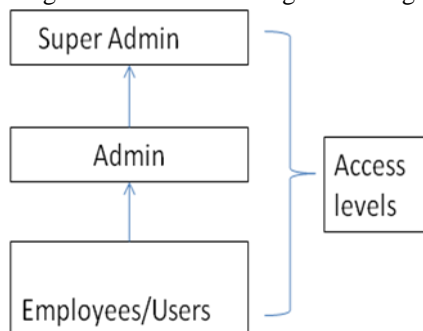 Super Admin
Admin
Access
levels
Employees/Users